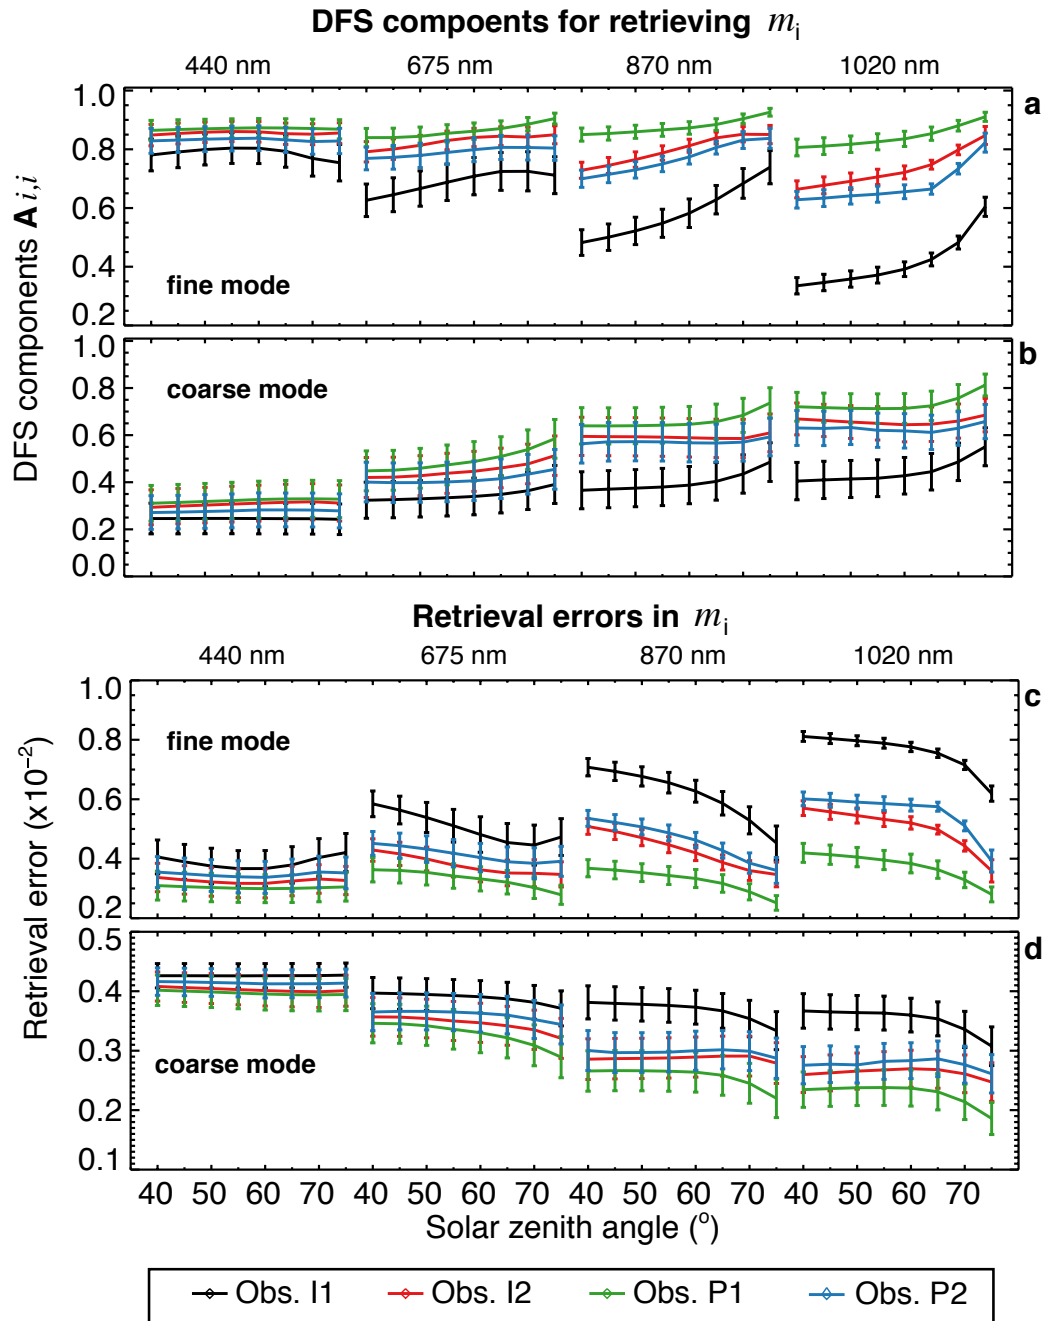 DFS compoents for retrieving mi
440 nm 675 nm 870 nm 1020 nm
a
1.0
0.8
0.6
0.4
0.2
fine mode
DFS components Ai,i
b
1.0
0.8
0.6
0.4
0.2
0.0
coarse mode
Retrieval errors in mi
440 nm 675 nm 870 nm 1020 nm
c
1.0
0.8
0.6
0.4
0.2
fine mode
Retrieval error (x10-2)
d
0.5
0.4
0.3
0.2
0.1
coarse mode
40 50 60 70 40 50 60 70 40 50 60 70 40 50 60 70
Solar zenith angle (o)
Obs. I1 Obs. I2 Obs. P1 Obs. P2